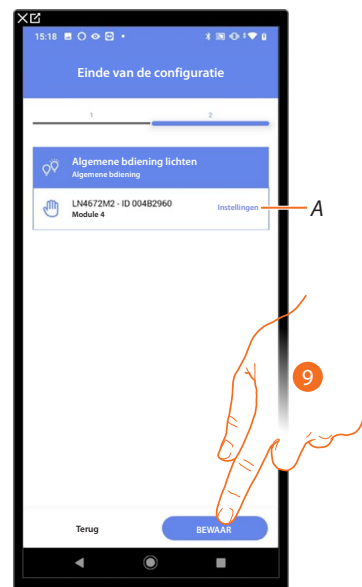 15:18
Einde van de configuratie
1 2
Algemene bdiening lichten
Algemene bdiening
LN4672M2 - ID 004B2960
Module 4
Instellingen
A
9
Terug
BEWAAR